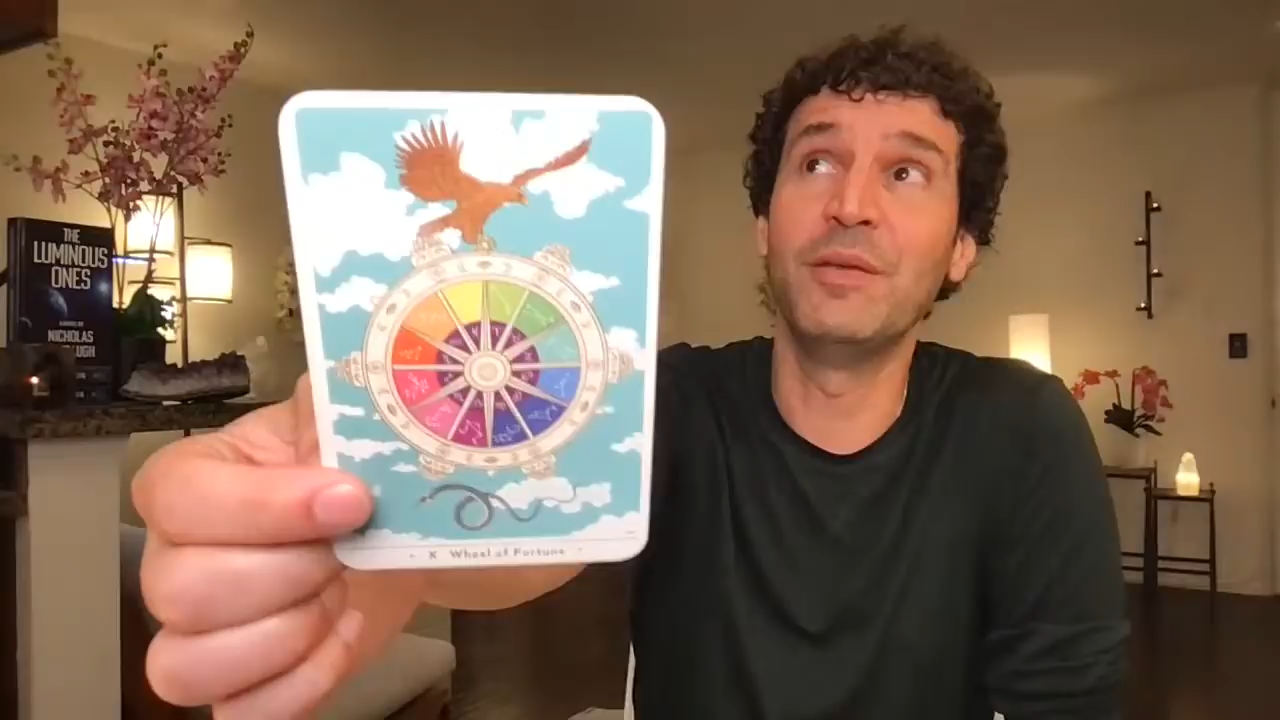 THE
LUMINOUS
ONES
NICHOLAS
X Wheel of Fortune